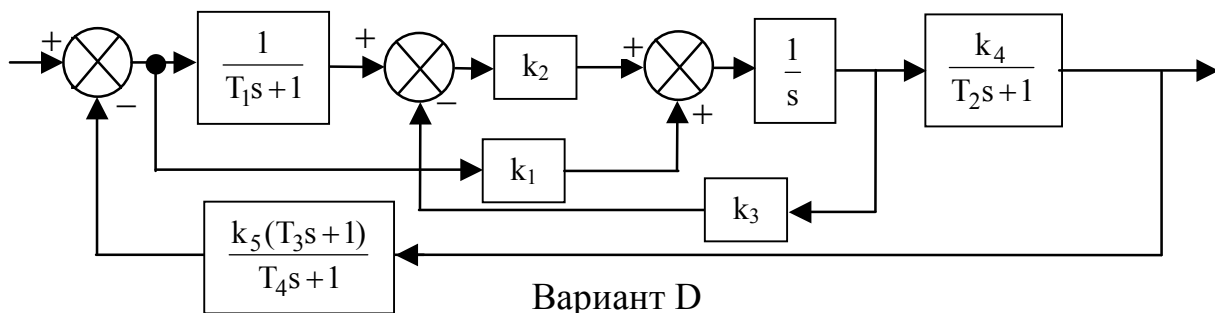 +
−
1
T₁s+1
+
−
k₂
+
+
1
s
k₄
T₂s+1
k₁
k₃
k₅(T₃s+1)
T₄s+1
Вариант D